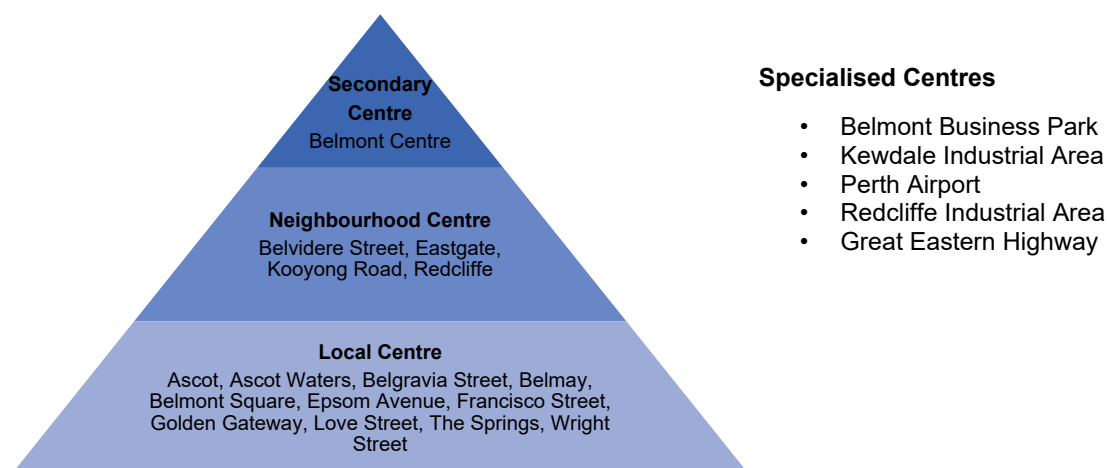 Secondary
Centre
Belmont Centre
Neighbourhood Centre
Belvidere Street, Eastgate,
Kooyong Road, Redcliffe
Local Centre
Ascot, Ascot Waters, Belgravia Street, Belmay,
Belmont Square, Epsom Avenue, Francisco Street,
Golden Gateway, Love Street, The Springs, Wright
Street
Specialised Centres
• Belmont Business Park
• Kewdale Industrial Area
• Perth Airport
• Redcliffe Industrial Area
• Great Eastern Highway